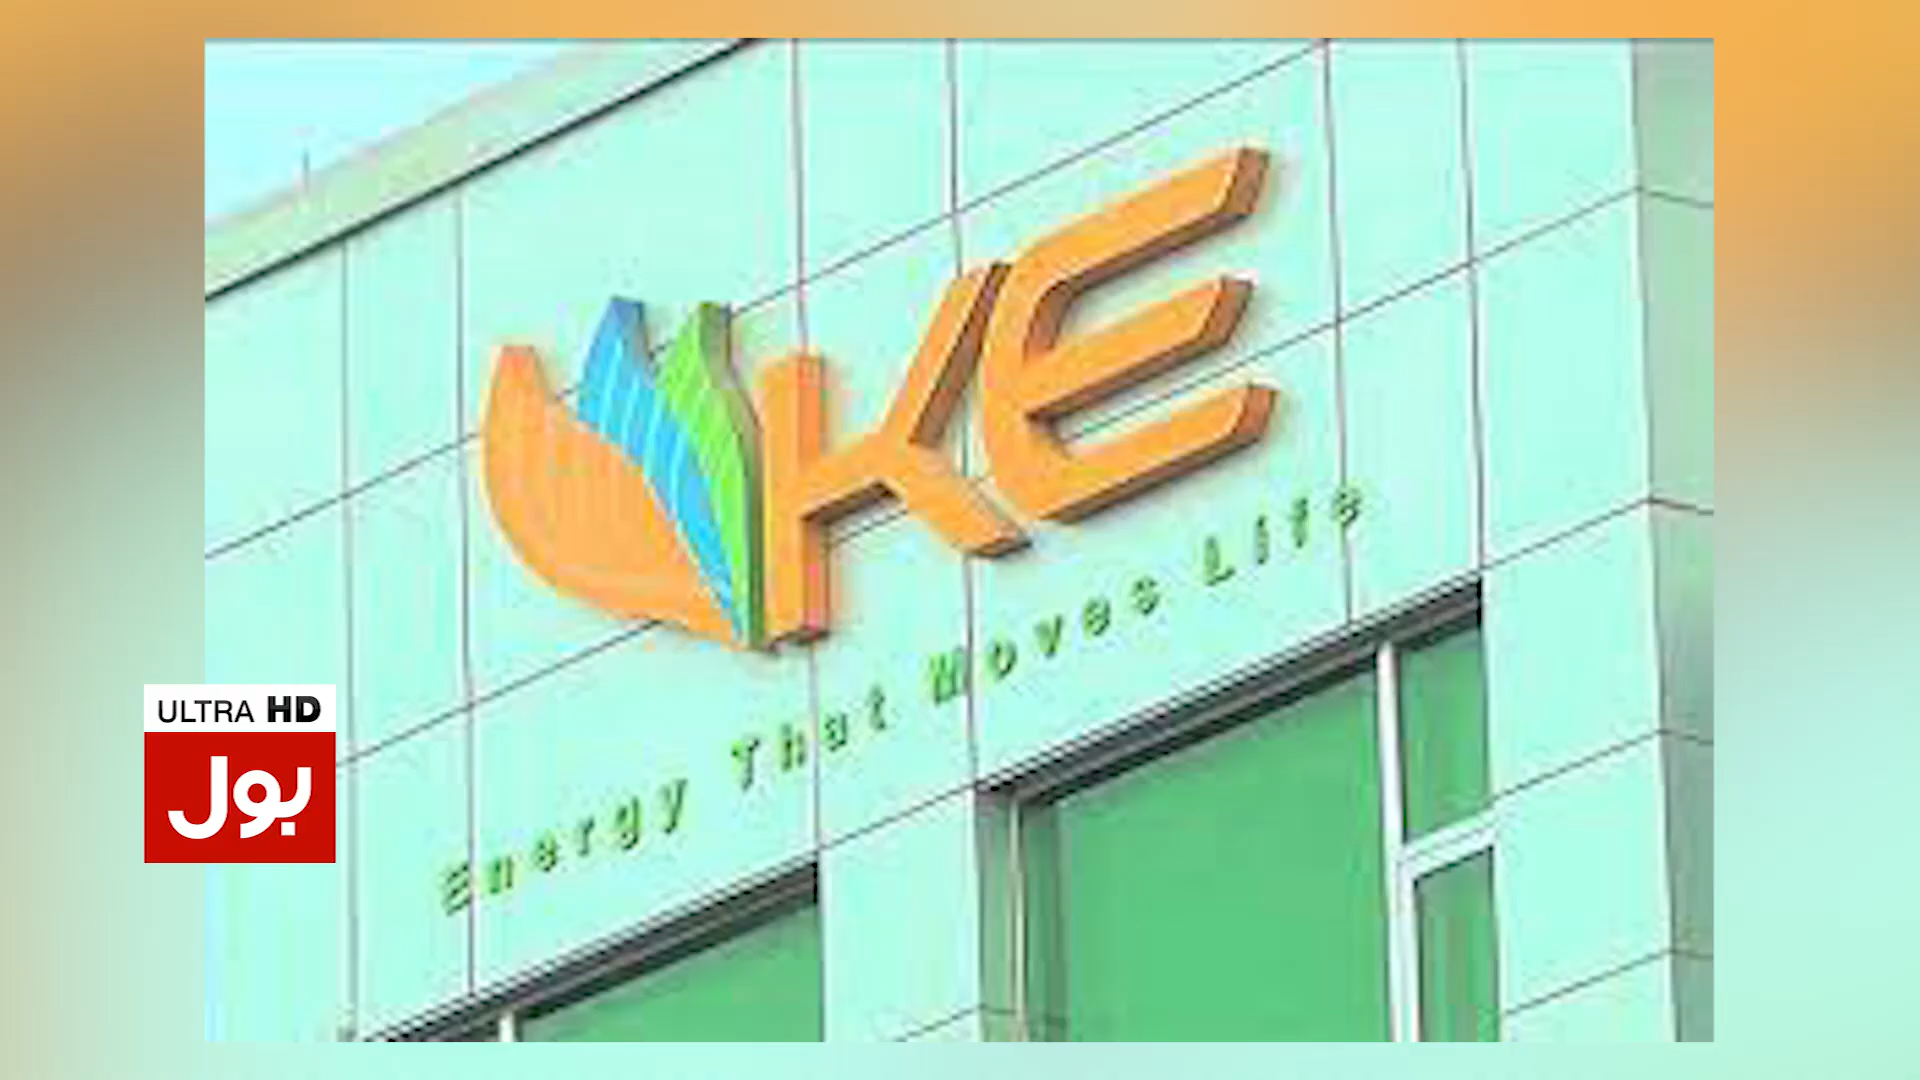 KE
Energy That Moves Life
ULTRA HD
بول